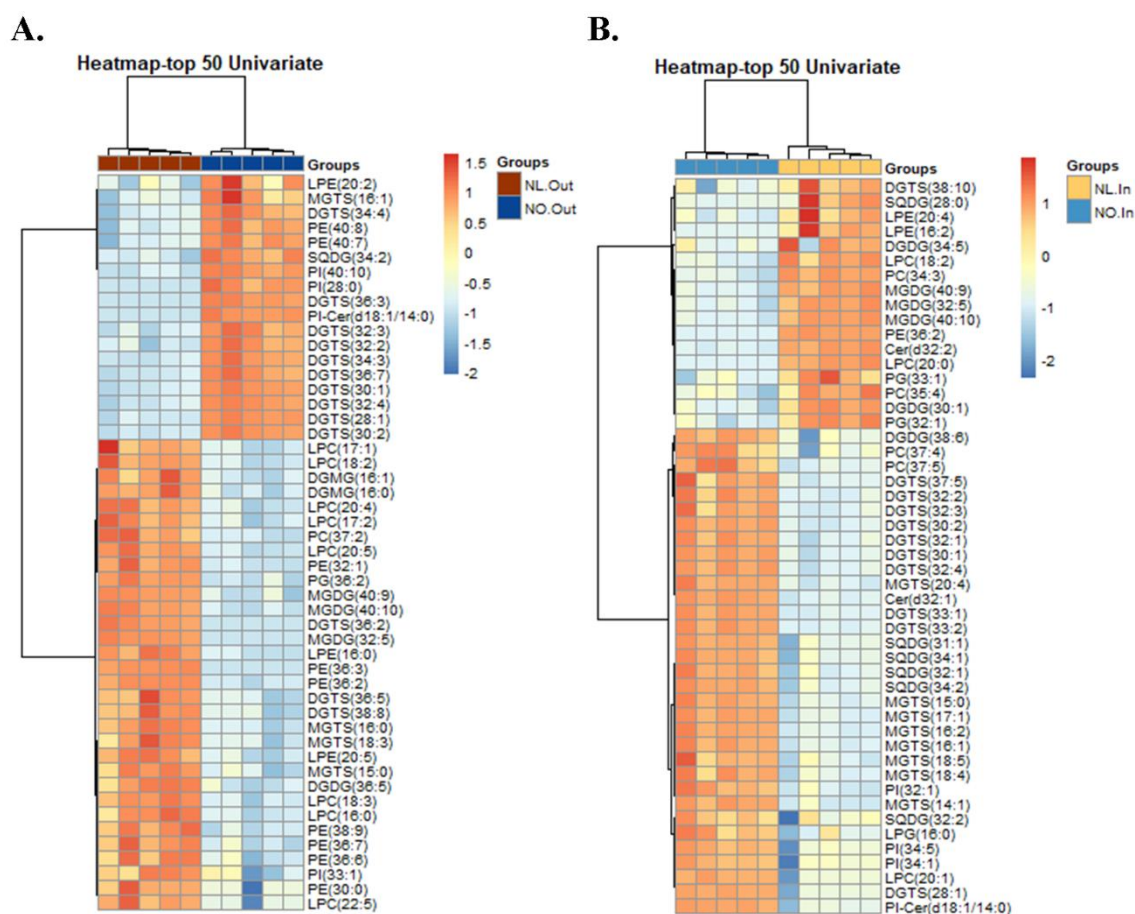 A.
Heatmap-top 50 Univariate
Groups
LPE(20:2)
MGTS(16:1)
DGTS(34:4)
PE(40:8)
PE(40:7)
SQDG(34:2)
PI(40:10)
PI(28:0)
DGTS(36:3)
PI-Cer(d18:1/14:0)
DGTS(32:3)
DGTS(32:2)
DGTS(34:3)
DGTS(36:7)
DGTS(30:1)
DGTS(32:4)
DGTS(28:1)
DGTS(30:2)
LPC(17:1)
LPC(18:2)
DGMG(16:1)
DGMG(16:0)
LPC(20:4)
LPC(17:2)
PC(37:2)
LPC(20:5)
PE(32:1)
PG(36:2)
MGDG(40:9)
MGDG(40:10)
DGTS(36:2)
MGDG(32:5)
LPE(16:0)
PE(36:3)
PE(36:2)
DGTS(36:5)
DGTS(38:8)
MGTS(16:0)
MGTS(18:3)
LPE(20:5)
MGTS(15:0)
DGDG(36:5)
LPC(18:3)
LPC(16:0)
PE(38:9)
PE(36:7)
PE(36:6)
PI(33:1)
PE(30:0)
LPC(22:5)
1.5
1
0.5
0
-0.5
-1
-1.5
-2
Groups
NL.Out
NO.Out
B.
Heatmap-top 50 Univariate
Groups
DGTS(38:10)
SQDG(28:0)
LPE(20:4)
LPE(16:2)
DGDG(34:5)
LPC(18:2)
PC(34:3)
MGDG(40:9)
MGDG(32:5)
MGDG(40:10)
PE(36:2)
Cer(d32:2)
LPC(20:0)
PG(33:1)
PC(35:4)
DGDG(30:1)
PG(32:1)
DGDG(38:6)
PC(37:4)
PC(37:5)
DGTS(37:5)
DGTS(32:2)
DGTS(32:3)
DGTS(30:2)
DGTS(32:1)
DGTS(30:1)
DGTS(32:4)
MGTS(20:4)
Cer(d32:1)
DGTS(33:1)
DGTS(33:2)
SQDG(31:1)
SQDG(34:1)
SQDG(32:1)
SQDG(34:2)
MGTS(15:0)
MGTS(17:1)
MGTS(16:2)
MGTS(16:1)
MGTS(18:5)
MGTS(18:4)
PI(32:1)
MGTS(14:1)
SQDG(32:2)
LPG(16:0)
PI(34:5)
PI(34:1)
LPC(20:1)
DGTS(28:1)
PI-Cer(d18:1/14:0)
1
0
-1
-2
Groups
NL.In
NO.In